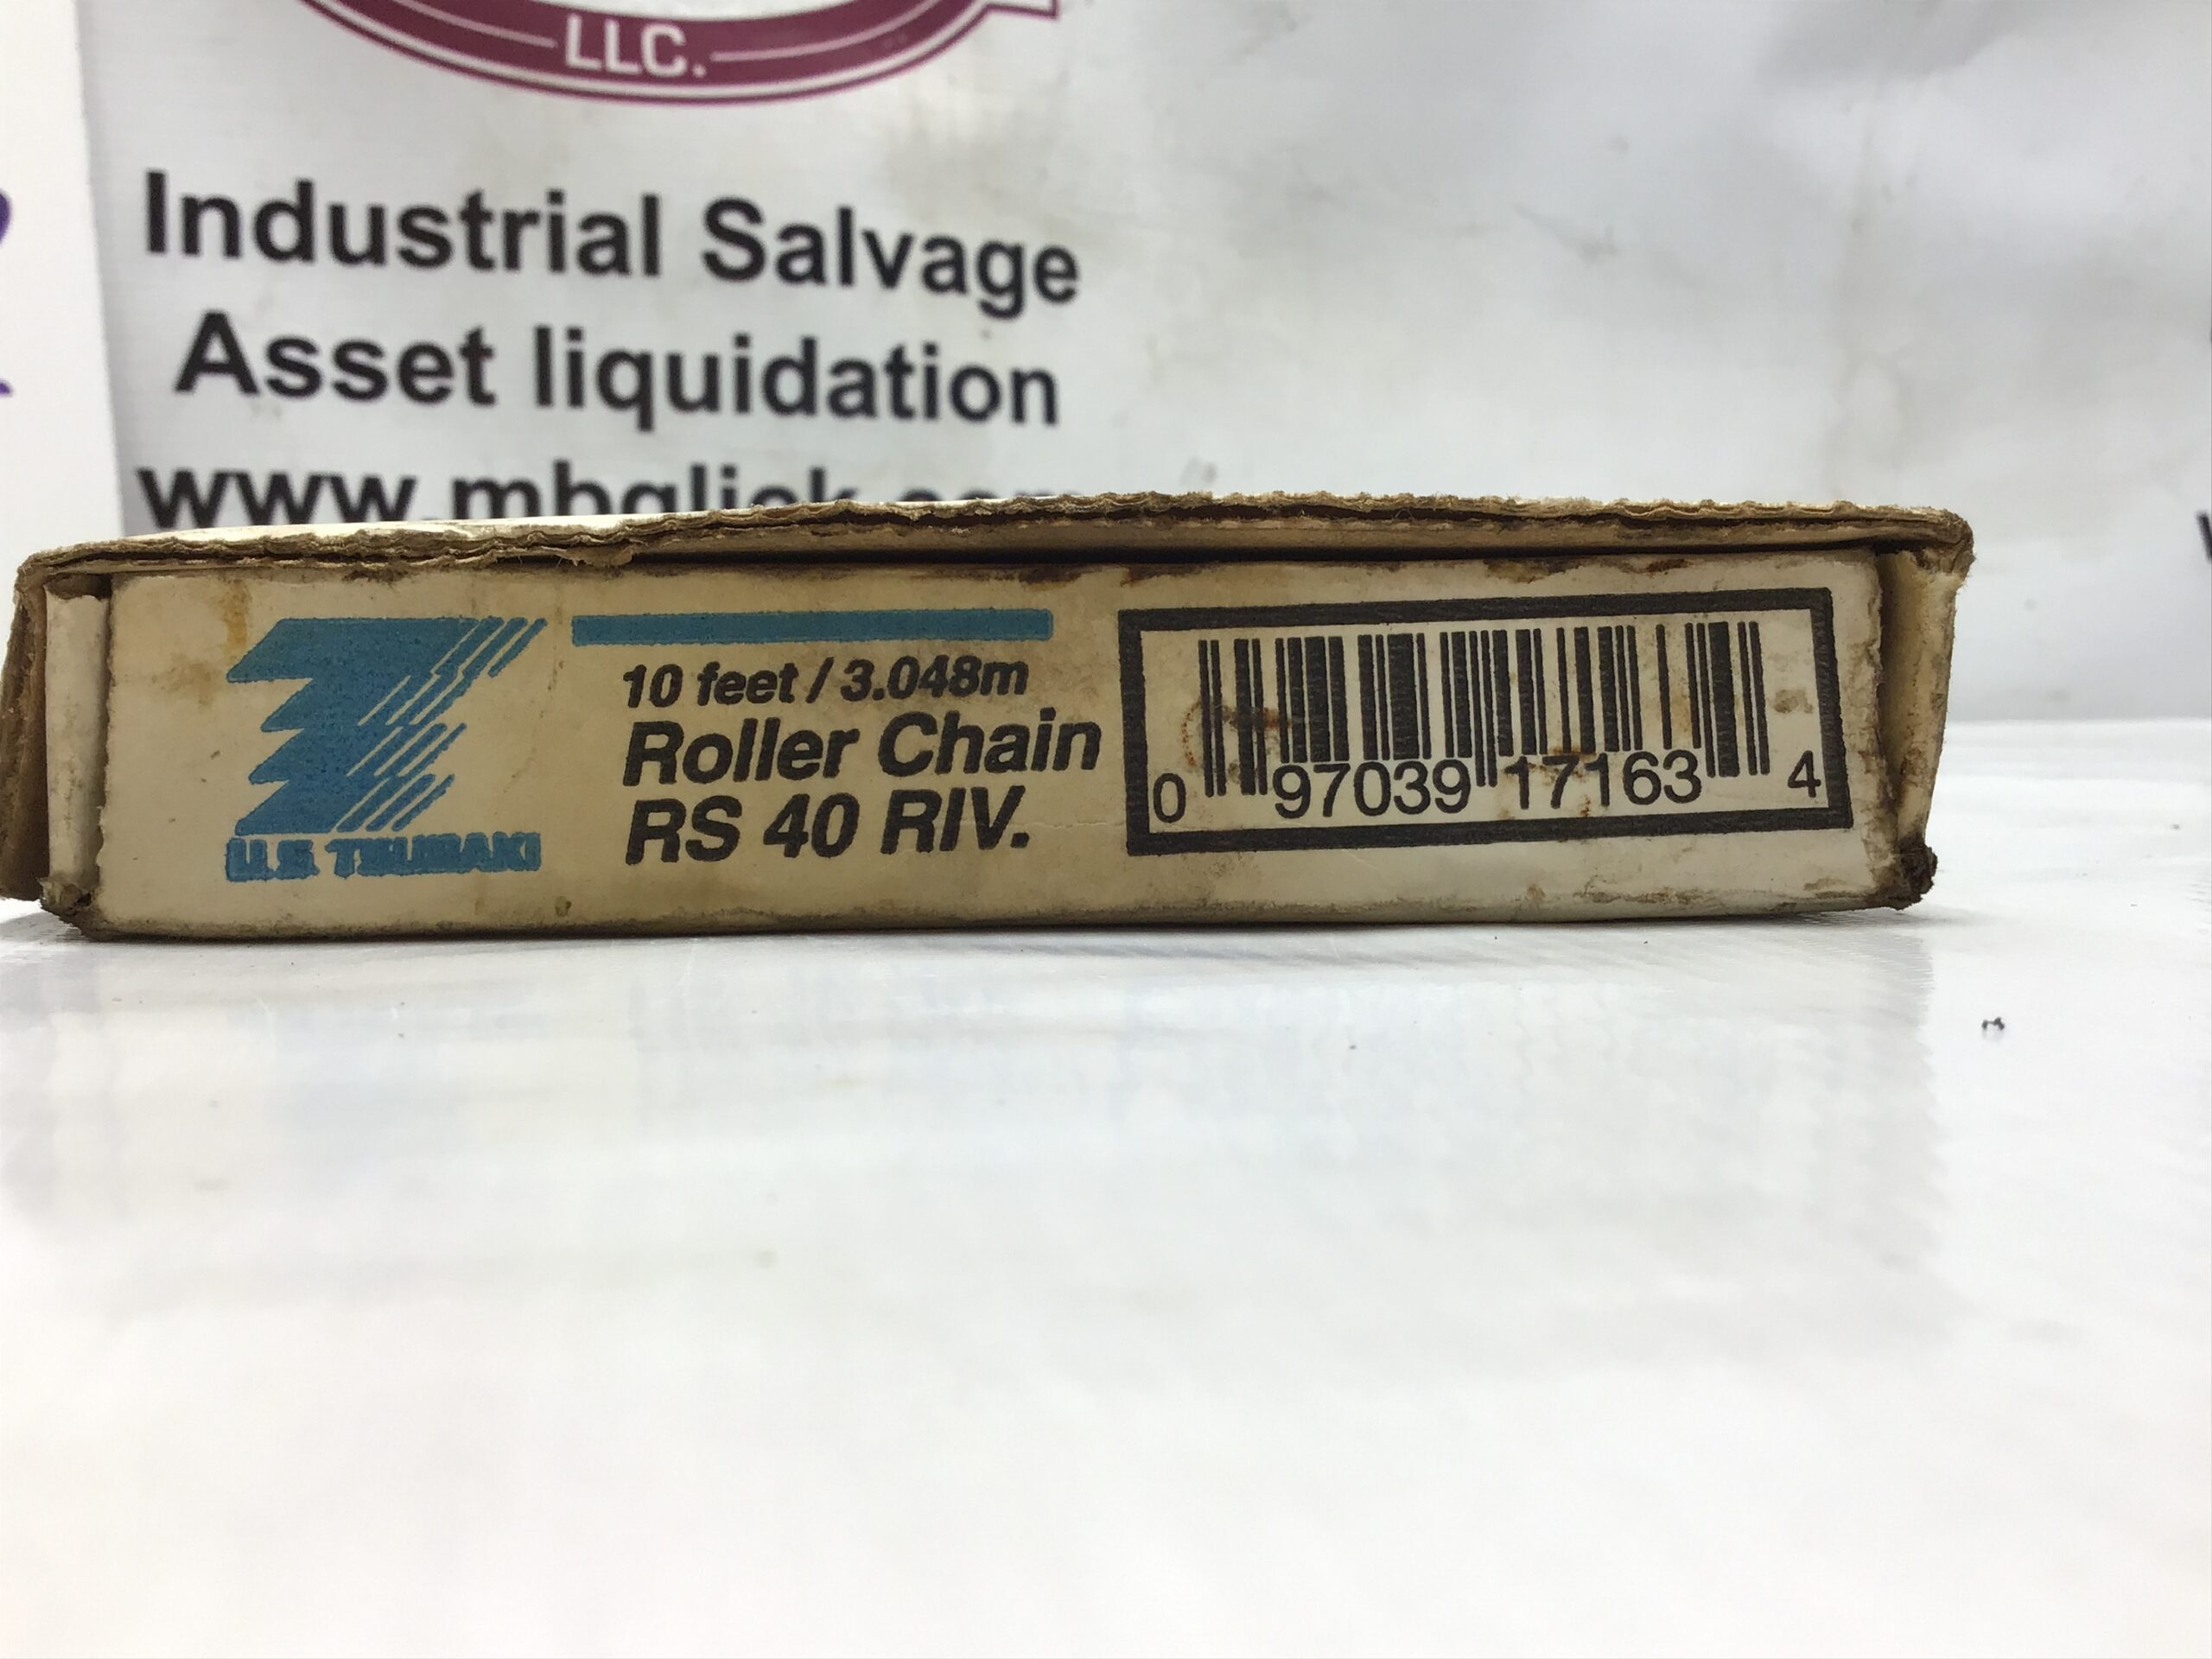 LLC.
Industrial Salvage
Asset liquidation
U.S. TSUBAKI
10 feet / 3.048m
Roller Chain
RS 40 RIV.
0 97039 17163 4